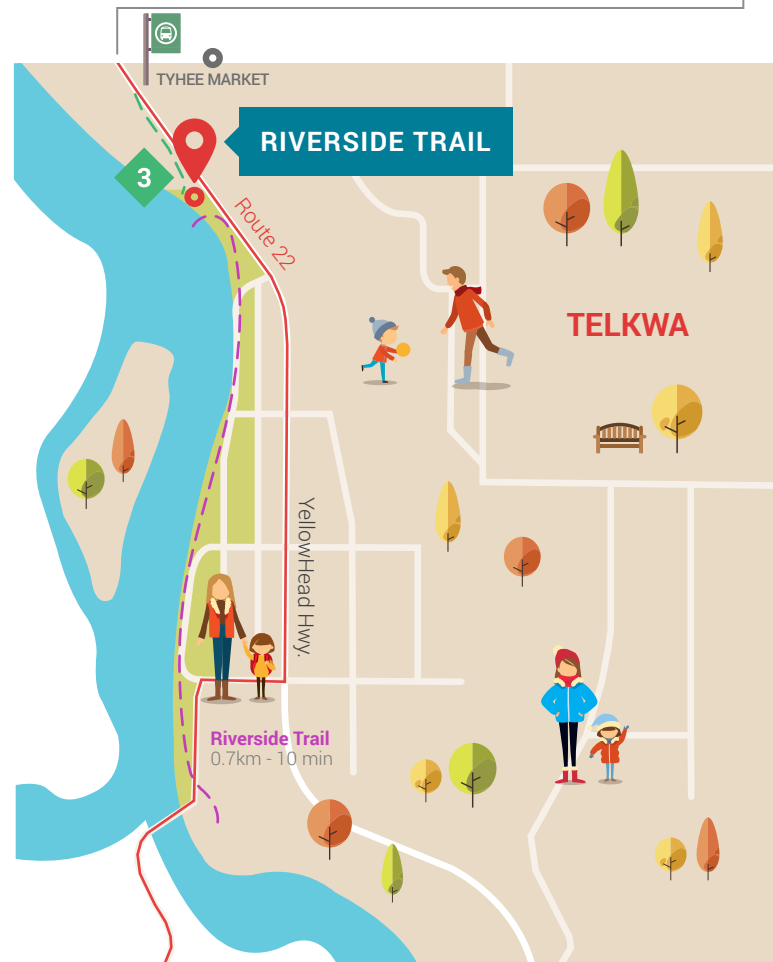 TYHEE MARKET
RIVERSIDE TRAIL
3
Route 22
TELKWA
YellowHead Hwy.
Riverside Trail
0.7km - 10 min